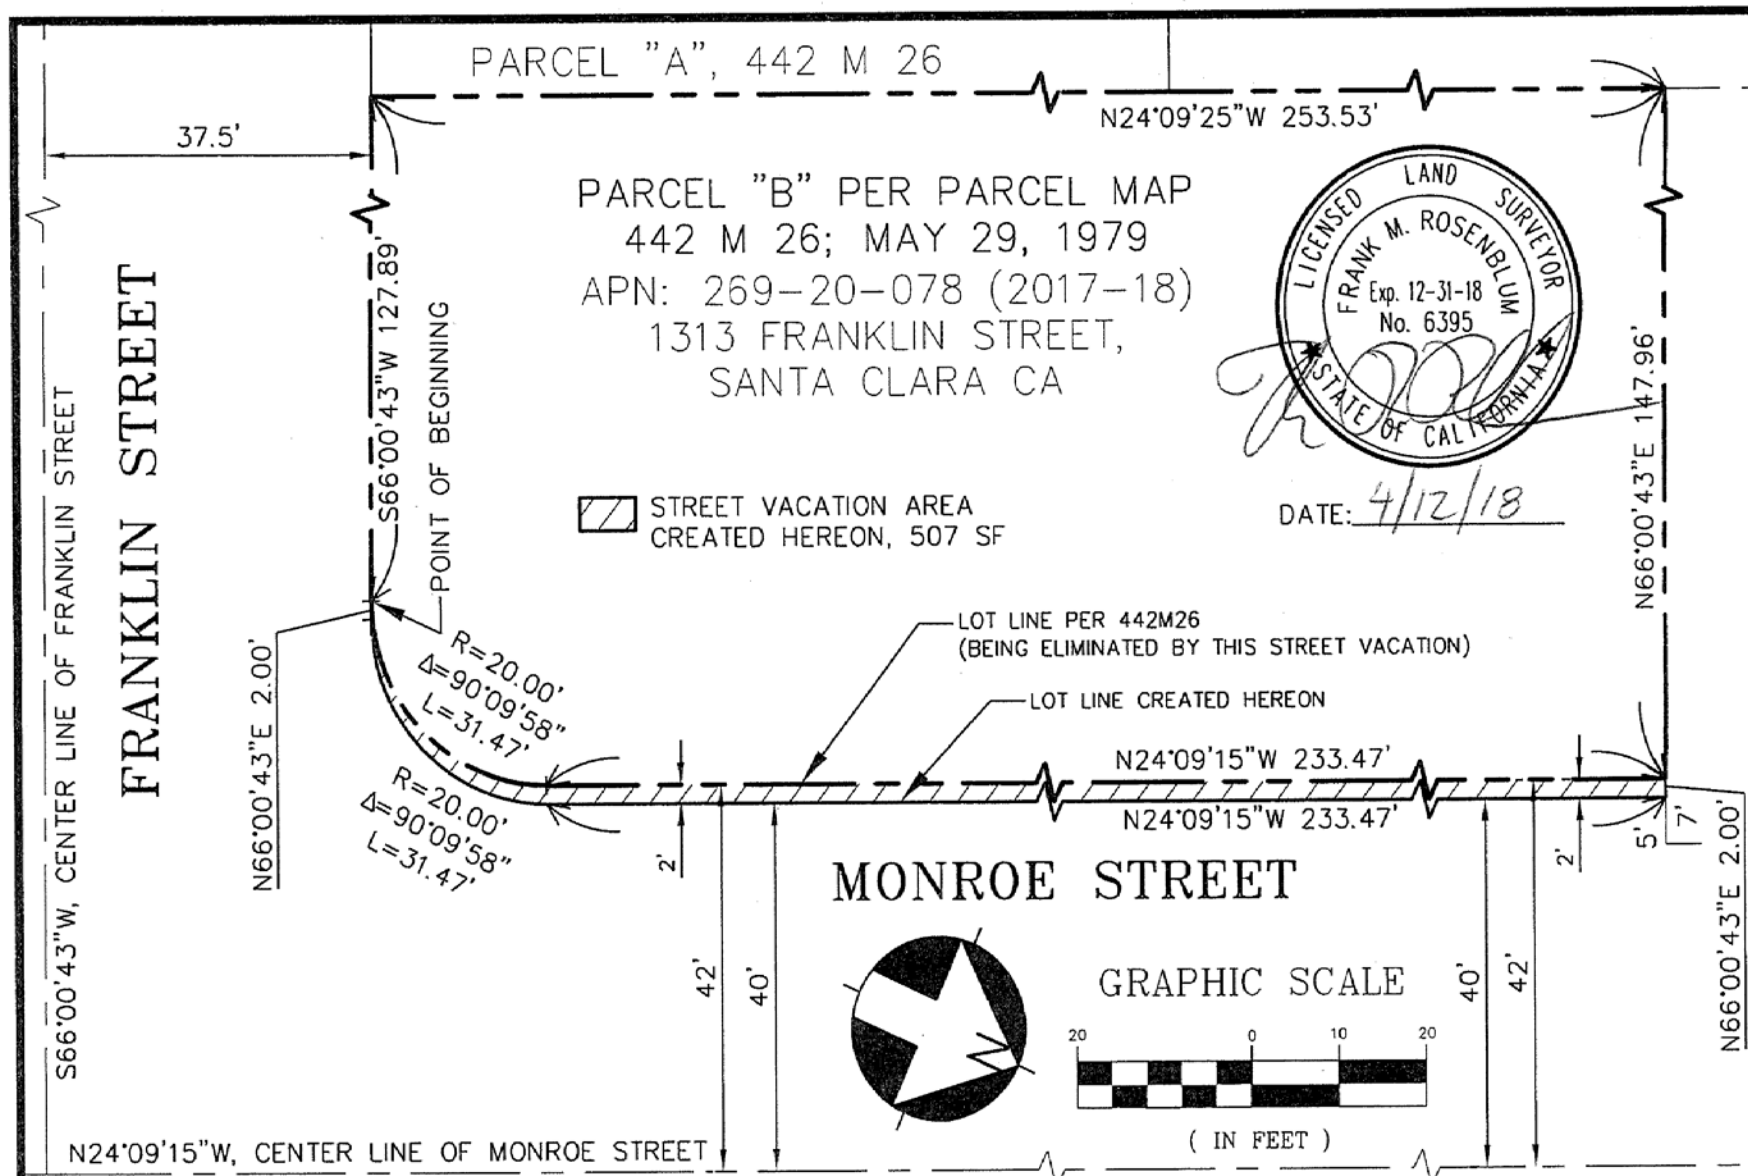 PARCEL "A", 442 M 26
37.5'
N24°09'25"W 253.53'
PARCEL "B" PER PARCEL MAP
442 M 26; MAY 29, 1979
APN: 269-20-078 (2017-18)
1313 FRANKLIN STREET,
SANTA CLARA CA
LICENSED LAND SURVEYOR
FRANK M. ROSENBLUM
Exp. 12-31-18
No. 6395
STATE OF CALIFORNIA
DATE: 4/12/18
S66°00'43"W 127.89'
POINT OF BEGINNING
FRANKLIN STREET
S66°00'43"W, CENTER LINE OF FRANKLIN STREET
N66°00'43"E 147.96'
STREET VACATION AREA
CREATED HEREON, 507 SF
LOT LINE PER 442M26
(BEING ELIMINATED BY THIS STREET VACATION)
LOT LINE CREATED HEREON
N66°00'43"E 2.00'
R=20.00'
Δ=90°09'58"
L=31.47'
R=20.00'
Δ=90°09'58"
L=31.47'
N24°09'15"W 233.47'
N24°09'15"W 233.47'
2'
2'
5'
7'
N66°00'43"E 2.00'
MONROE STREET
42'
40'
40'
42'
N
GRAPHIC SCALE
20 0 10 20
( IN FEET )
N24°09'15"W, CENTER LINE OF MONROE STREET